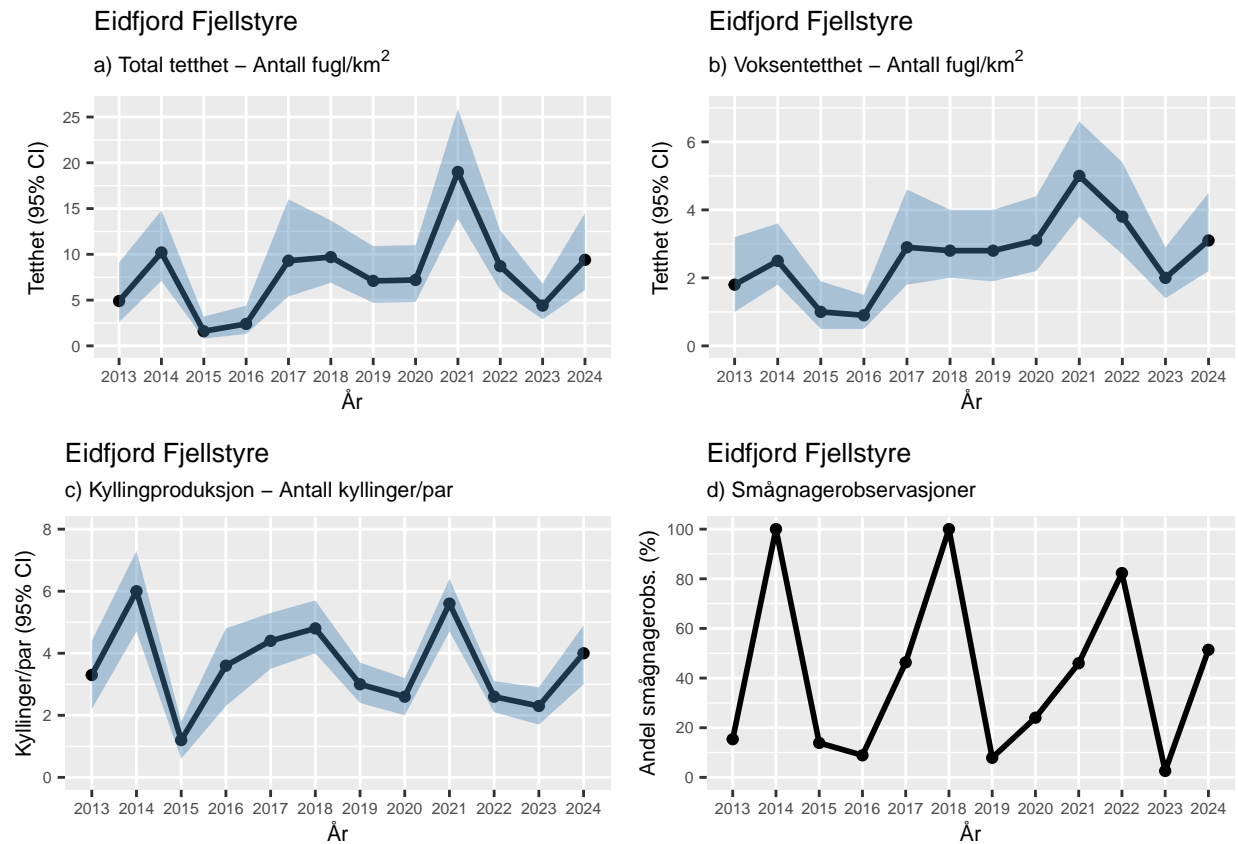 Eidfjord Fjellstyre
a) Total tetthet – Antall fugl/km²
Tetthet (95% CI)
25
20
15
10
5
0
2013 2014 2015 2016 2017 2018 2019 2020 2021 2022 2023 2024
År
Eidfjord Fjellstyre
b) Voksentetthet – Antall fugl/km²
Tetthet (95% CI)
6
4
2
0
2013 2014 2015 2016 2017 2018 2019 2020 2021 2022 2023 2024
År
Eidfjord Fjellstyre
c) Kyllingproduksjon – Antall kyllinger/par
Kyllinger/par (95% CI)
8
6
4
2
0
2013 2014 2015 2016 2017 2018 2019 2020 2021 2022 2023 2024
År
Eidfjord Fjellstyre
d) Smågnagerobservasjoner
Andel smågnagerobs. (%)
100
80
60
40
20
0
2013 2014 2015 2016 2017 2018 2019 2020 2021 2022 2023 2024
År